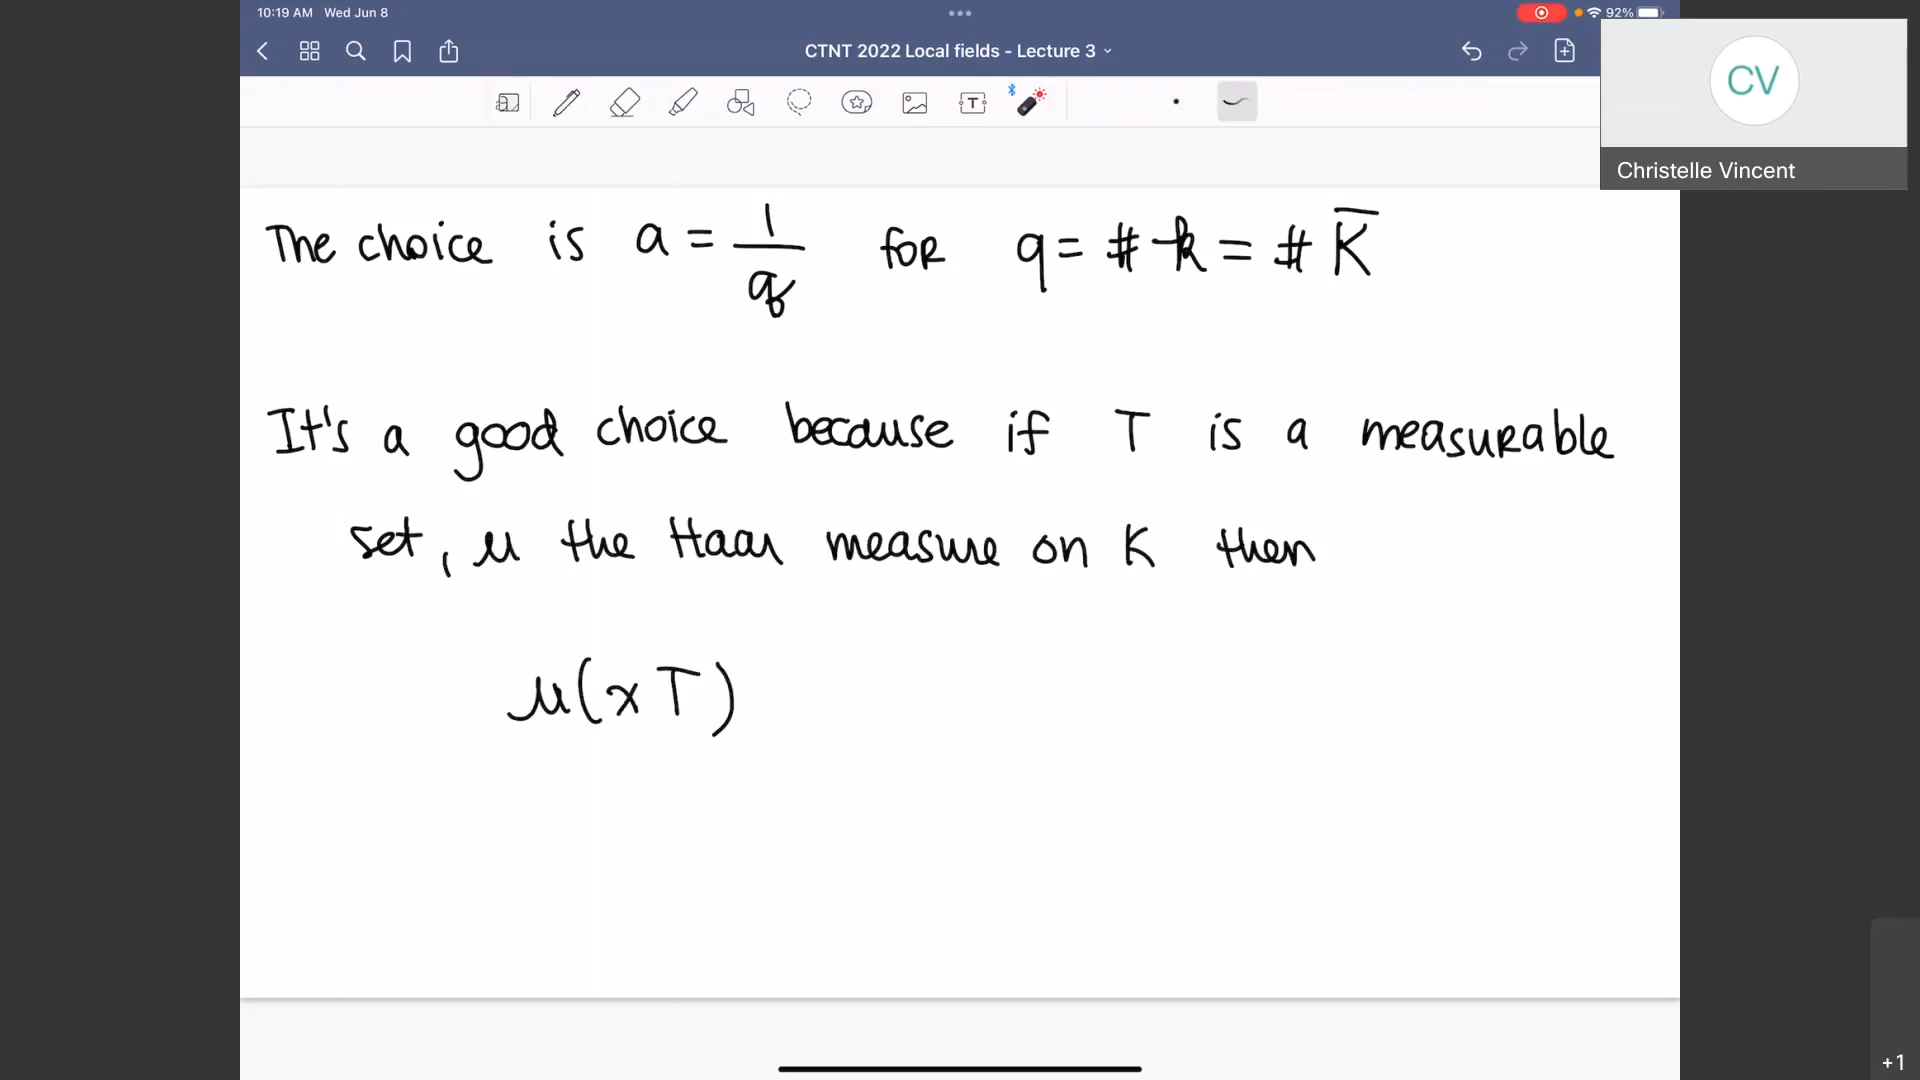 10:19 AM Wed Jun 8
92%
CTNT 2022 Local fields - Lecture 3
CV
Christelle Vincent
The choice is a = 1/q for q = # k = # K̅
It's a good choice because if T is a measurable
set, μ the Haar measure on K then
μ(xT)
+1